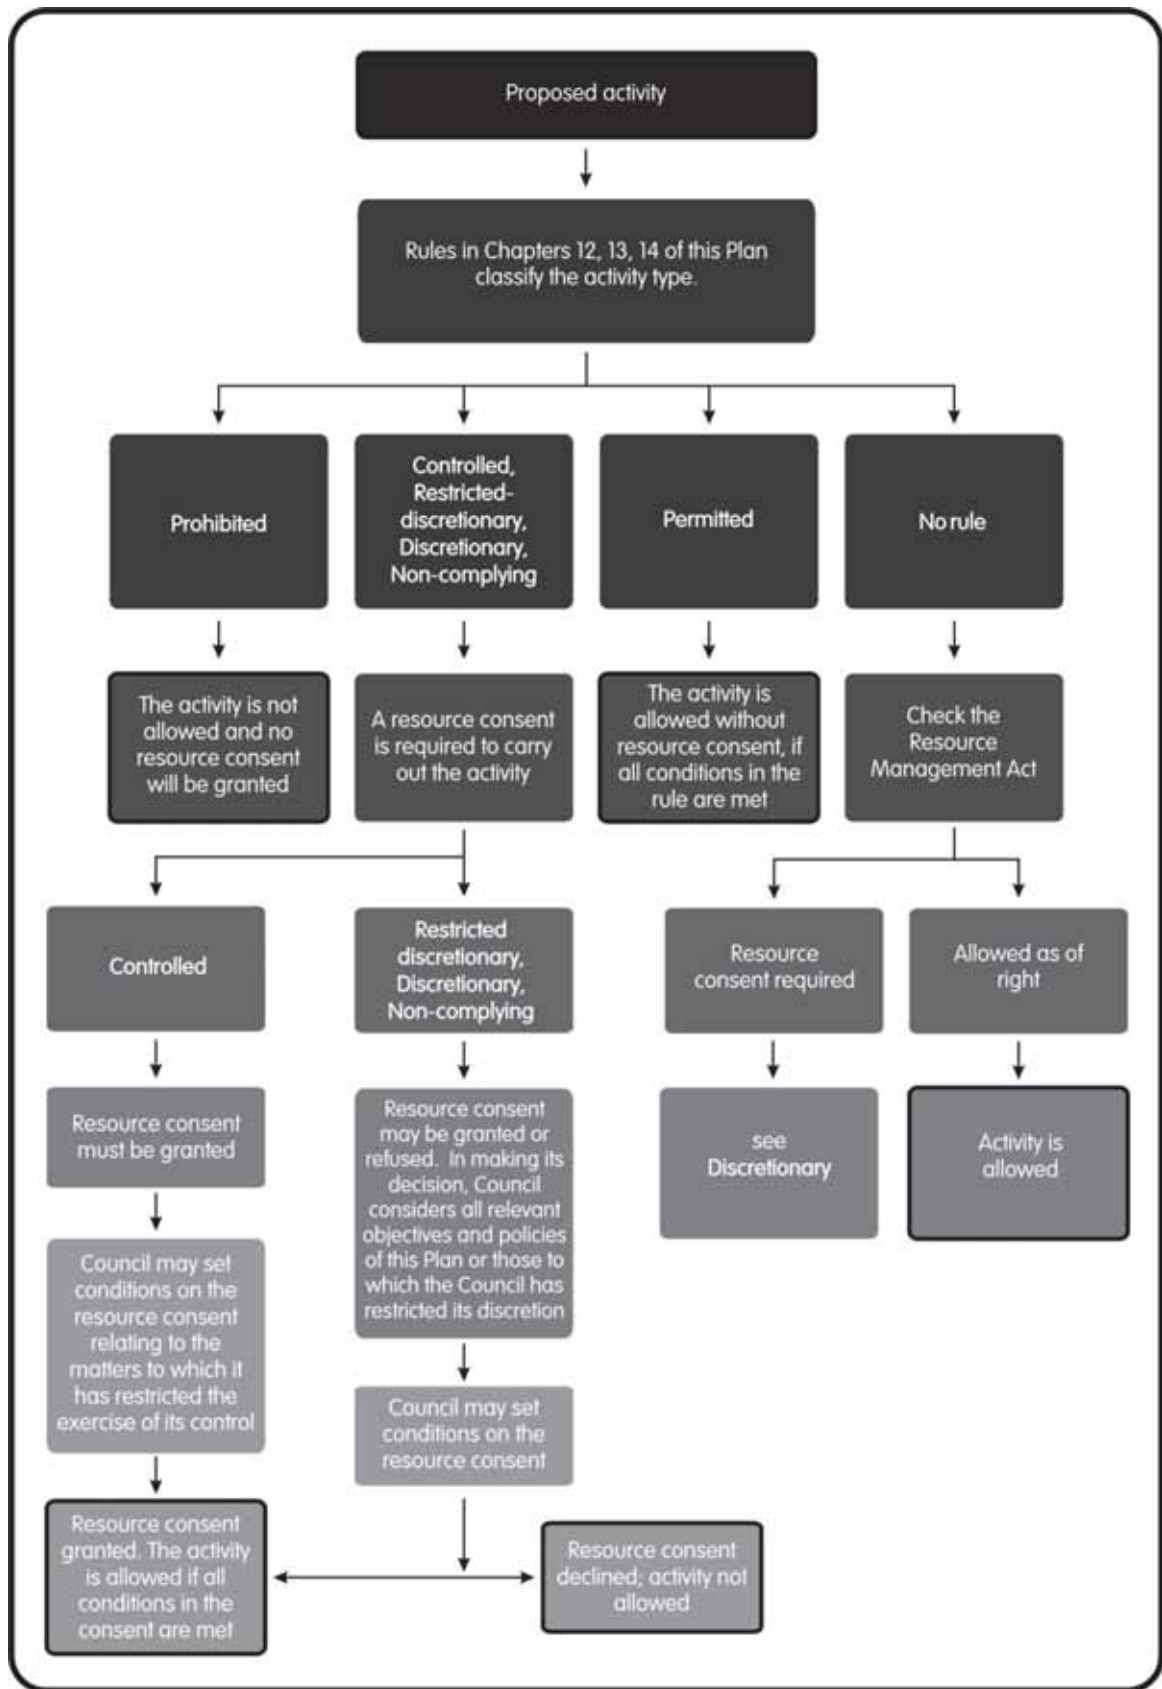 Proposed activity
Rules in Chapters 12, 13, 14 of this Plan
classify the activity type.
Prohibited
Controlled,
Restricted-
discretionary,
Discretionary,
Non-complying
Permitted
No rule
The activity is not
allowed and no
resource consent
will be granted
A resource consent
is required to carry
out the activity
The activity is
allowed without
resource consent, if
all conditions in the
rule are met
Check the
Resource
Management Act
Controlled
Restricted
discretionary,
Discretionary,
Non-complying
Resource
consent required
Allowed as of
right
Resource consent
must be granted
Resource consent
may be granted or
refused. In making its
decision, Council
considers all relevant
objectives and policies
of this Plan or those to
which the Council has
restricted its discretion
see
Discretionary
Activity is
allowed
Council may set
conditions on the
resource consent
relating to the
matters to which it
has restricted the
exercise of its control
Council may set
conditions on the
resource consent
Resource consent
granted. The activity
is allowed if all
conditions in the
consent are met
Resource consent
declined; activity not
allowed